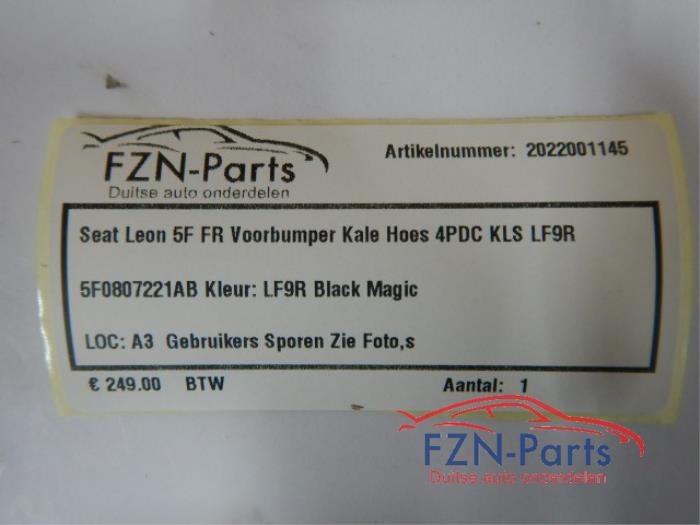 FZN-Parts
Duitse auto onderdelen
Artikelnummer: 2022001145
Seat Leon 5F FR Voorbumper Kale Hoes 4PDC KLS LF9R
5F0807221AB Kleur: LF9R Black Magic
LOC: A3 Gebruikers Sporen Zie Foto,s
€ 249.00 BTW Aantal: 1
FZN-Parts
Duitse auto onderdelen